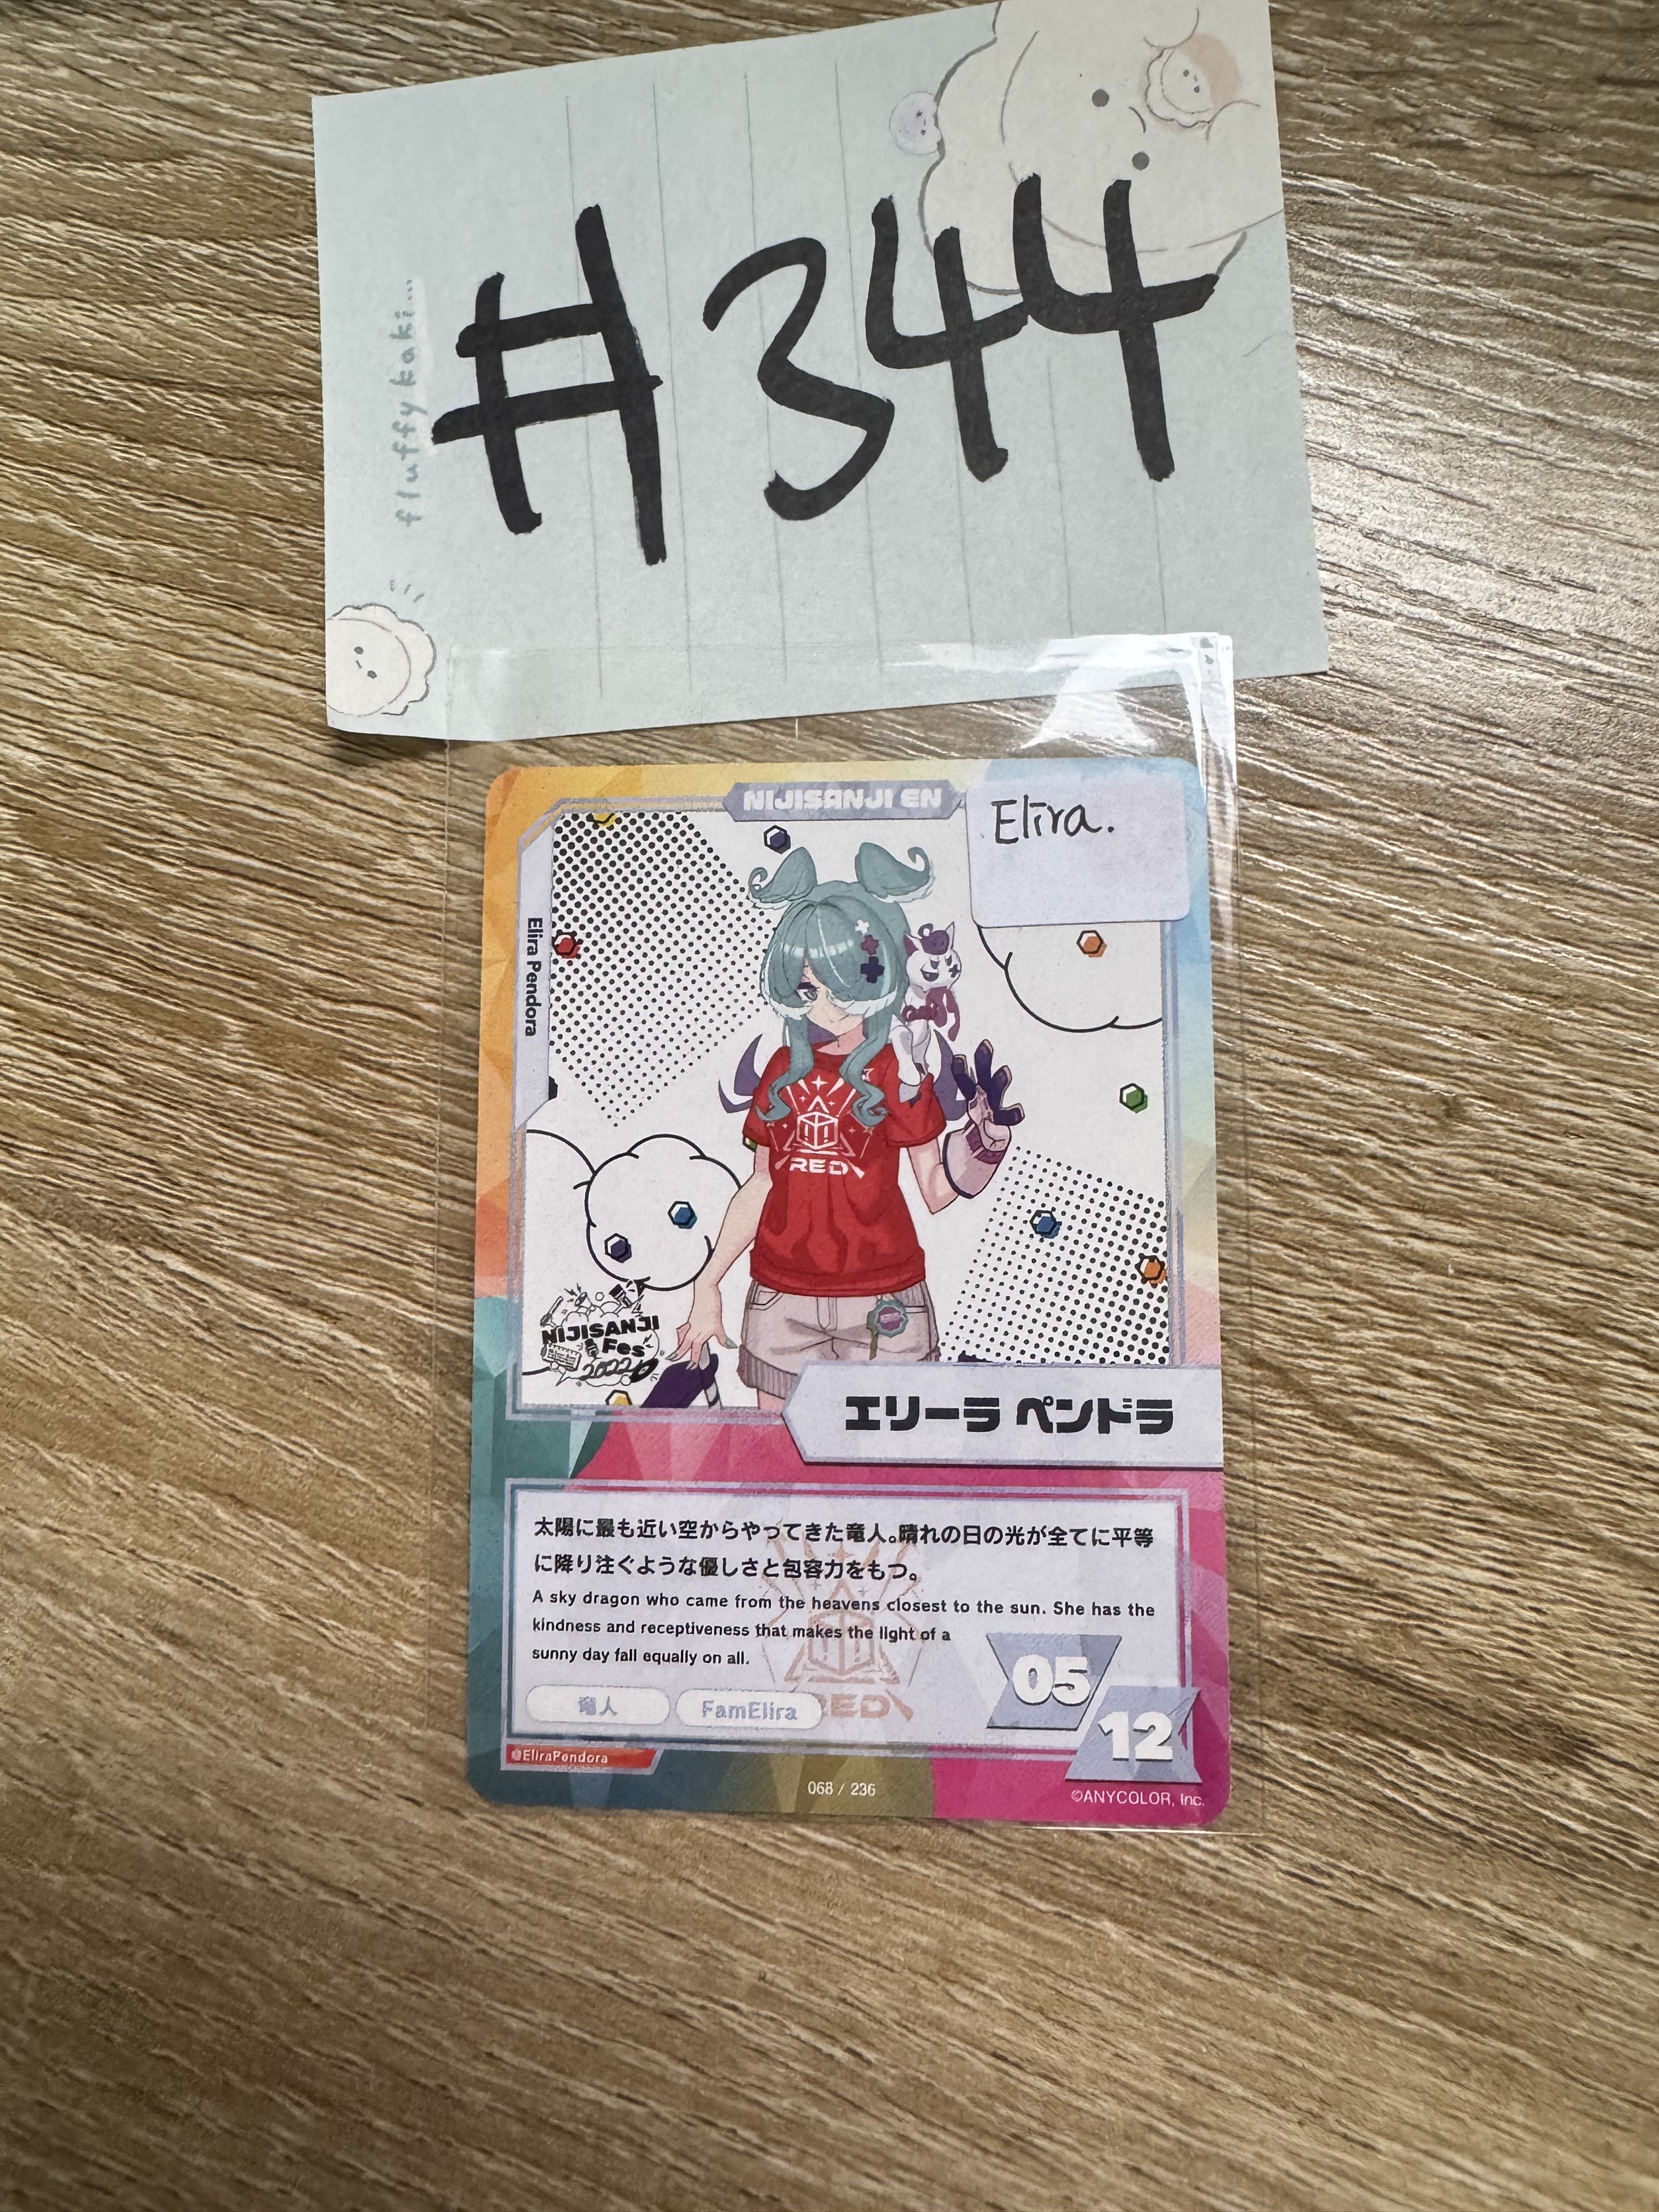 fluffy kaki...
#344
NIJISANJI EN
Elira.
Elira Pendora
RED
NIJISANJI
Fes
2022
エリーラ ペンドラ
太陽に最も近い空からやってきた竜人。晴れの日の光が全てに平等
に降り注ぐような優しさと包容力をもつ。
A sky dragon who came from the heavens closest to the sun. She has the
kindness and receptiveness that makes the light of a
sunny day fall equally on all.
竜人 FamElira
RED
05
12
@EliraPendora
068 / 236
©ANYCOLOR, Inc.